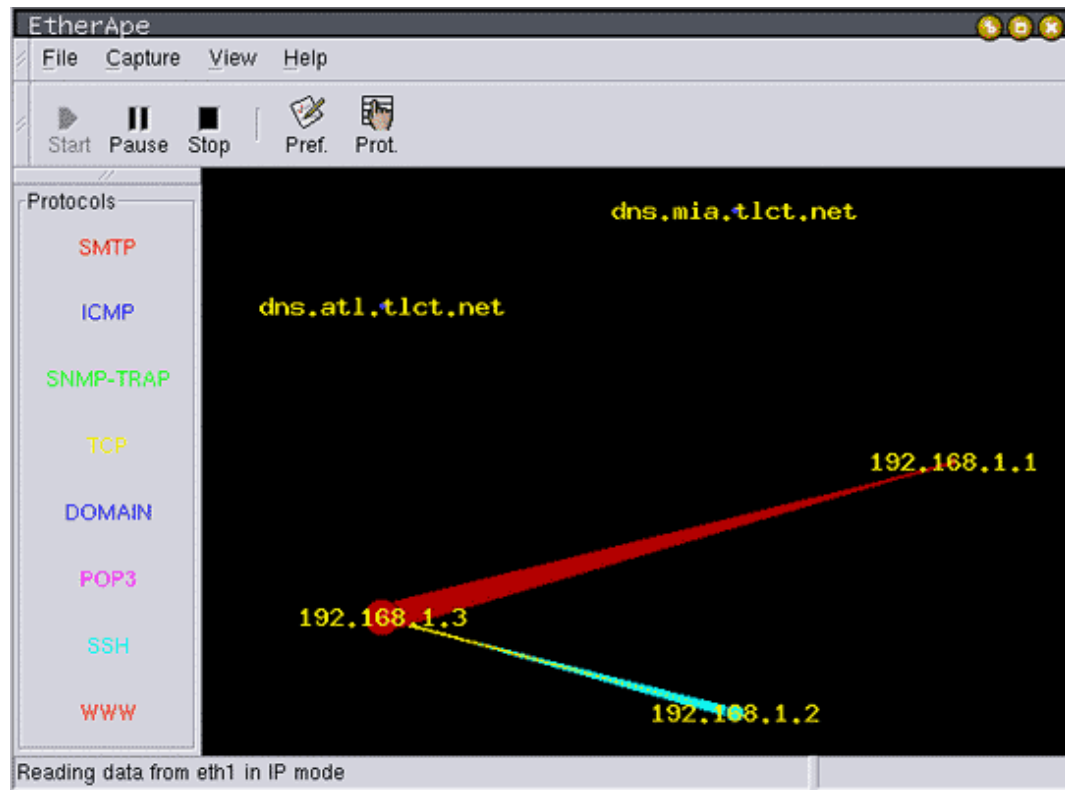 EtherApe
File Capture View Help
Start Pause Stop Pref. Prot.
Protocols
SMTP
ICMP
SNMP-TRAP
TCP
DOMAIN
POP3
SSH
WWW
dns.mia.tlct.net
dns.atl.tlct.net
192.168.1.1
192.168.1.3
192.168.1.2
Reading data from eth1 in IP mode